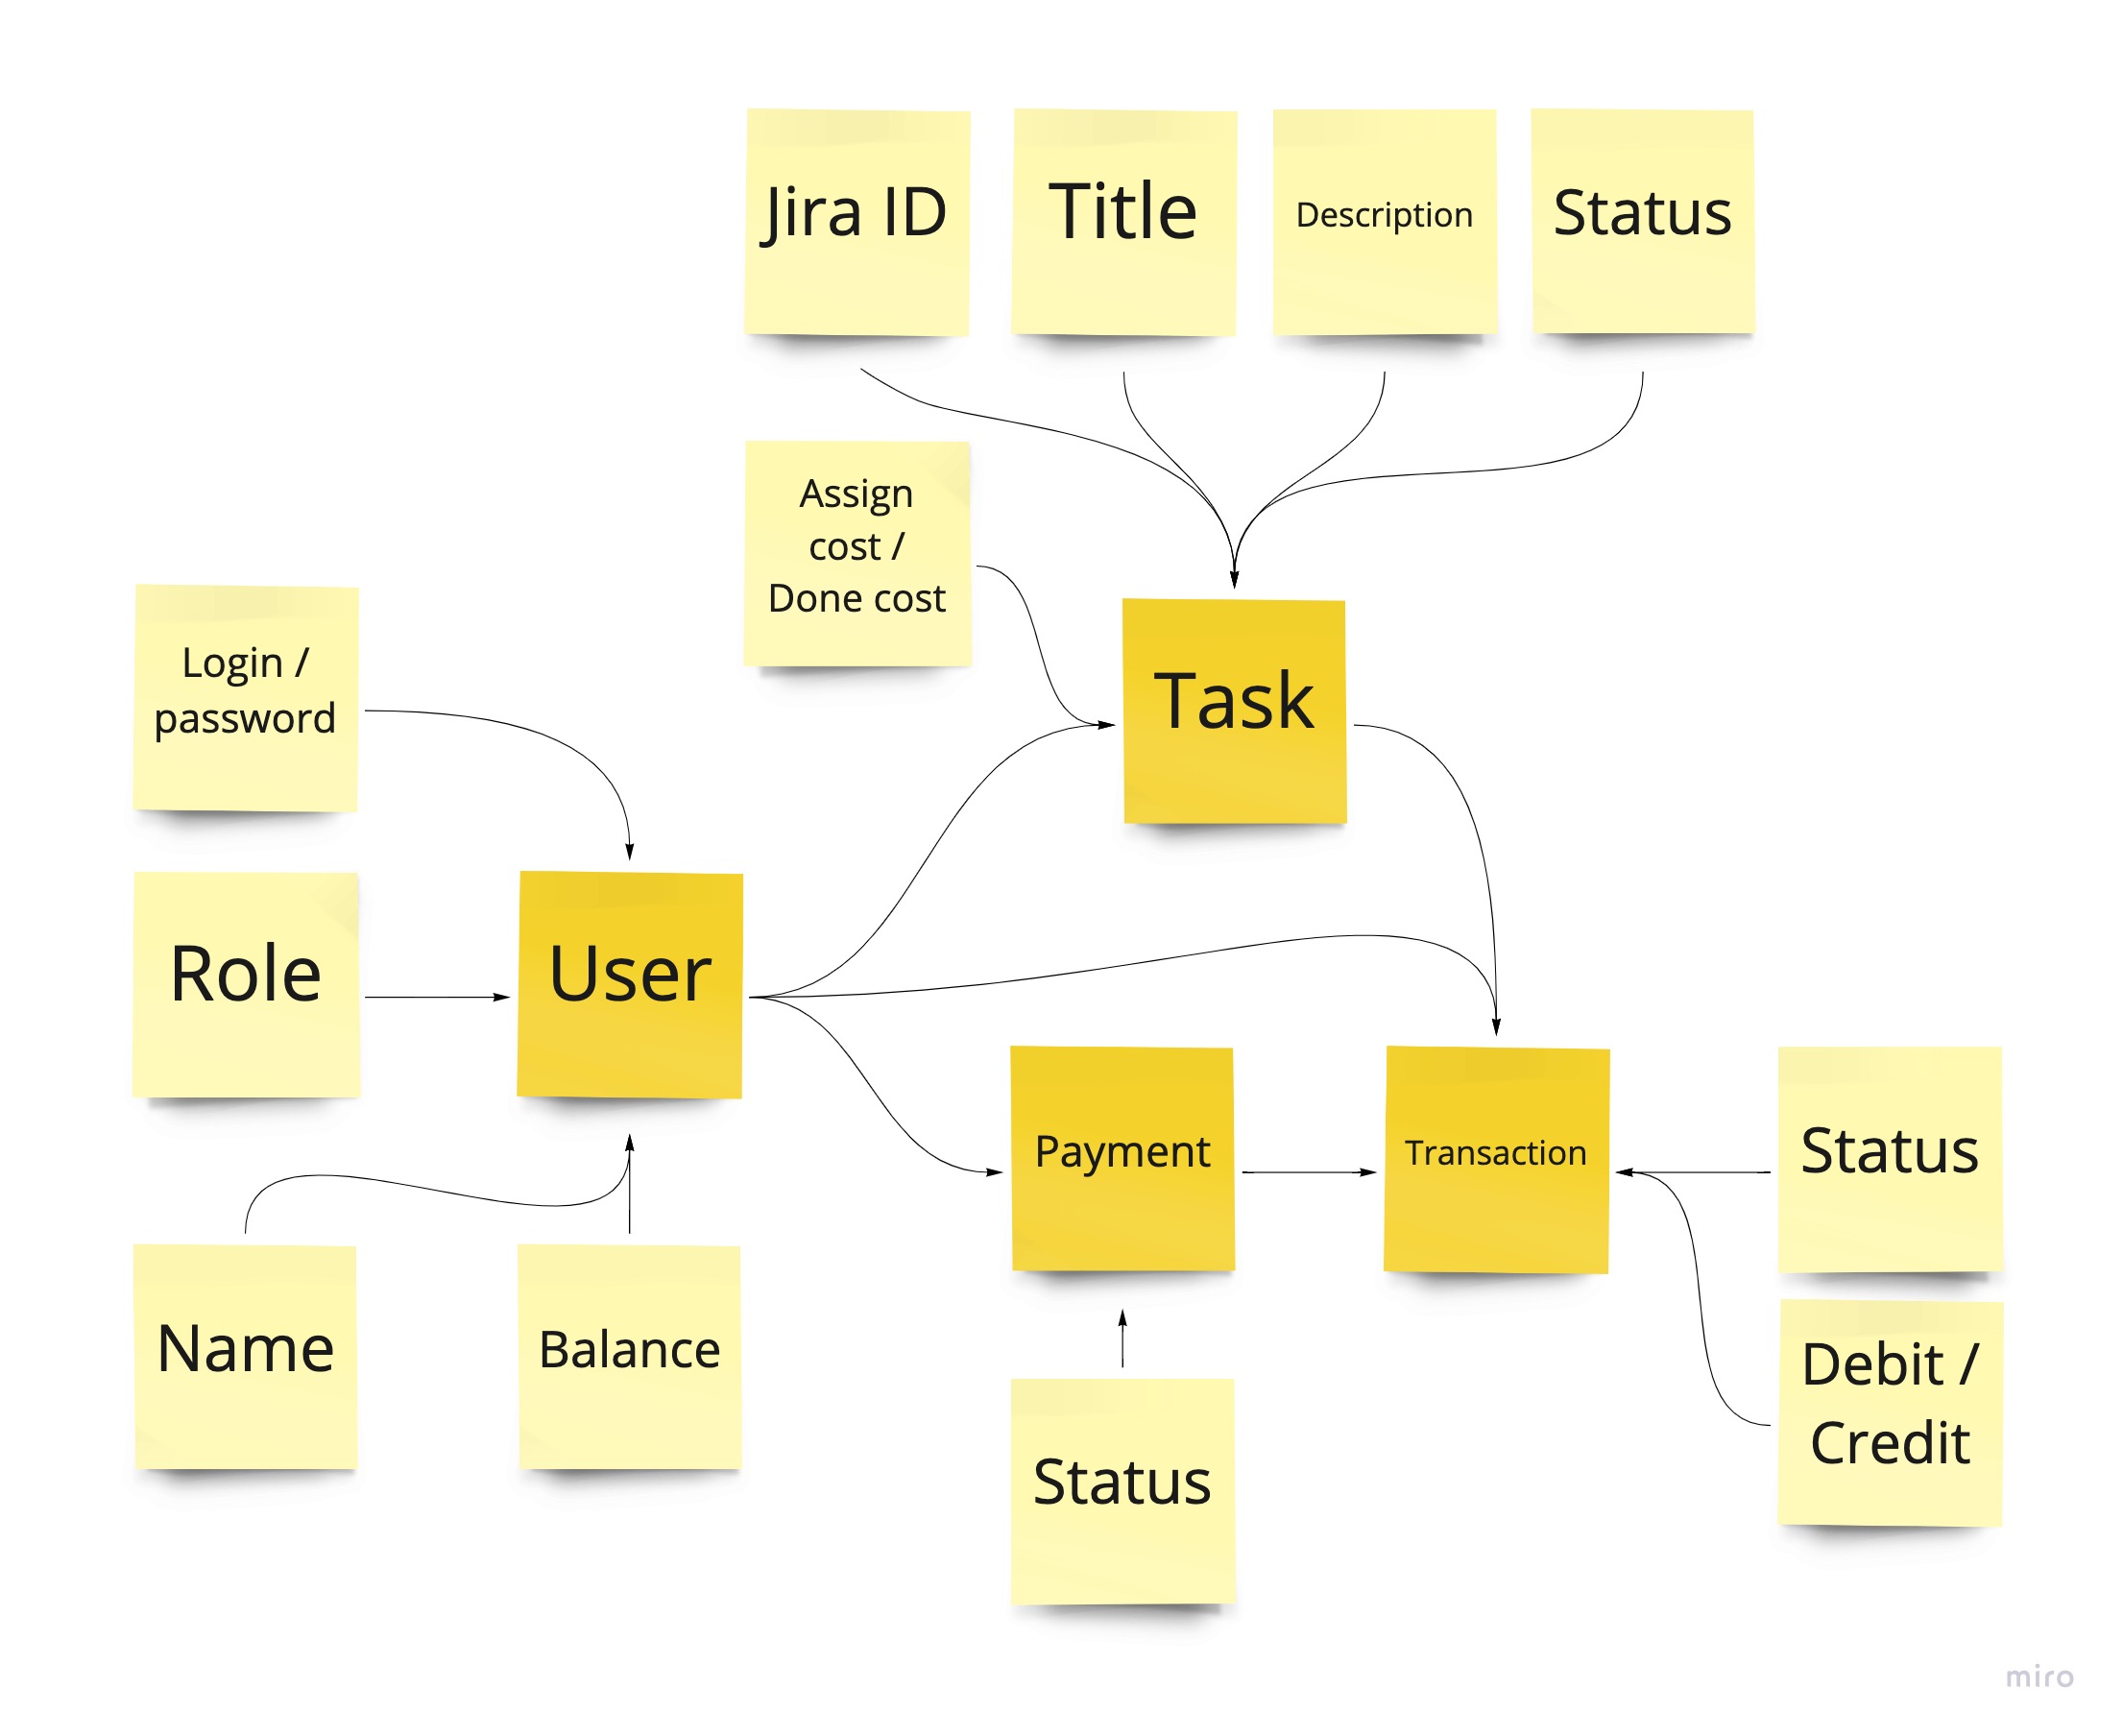 Jira ID
Title
Description
Status
Assign
cost /
Done cost
Login /
password
Task
Role
User
Payment
Transaction
Status
Name
Balance
Debit /
Credit
Status
miro